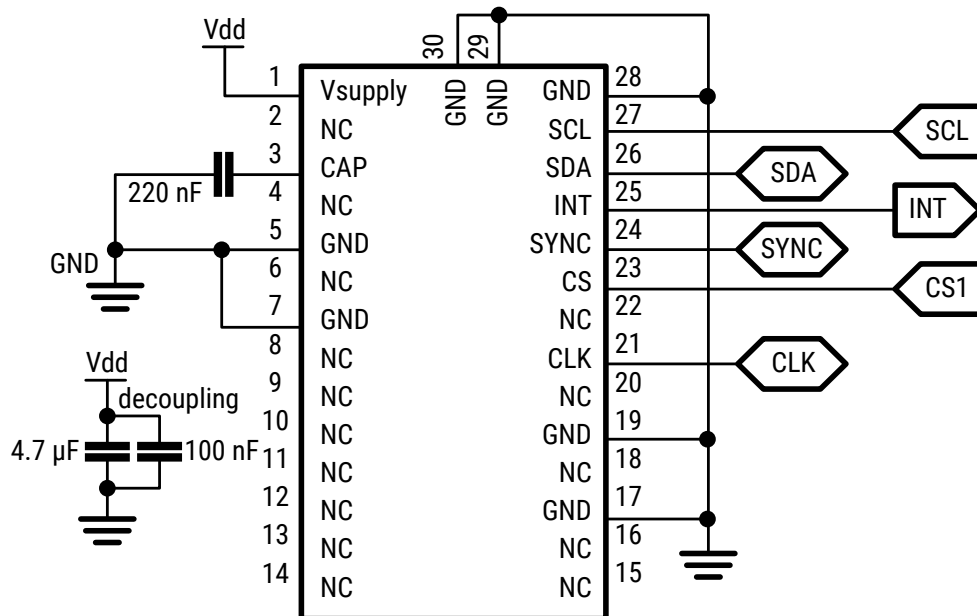 Vdd
30
29
1
Vsupply
GND
GND
GND
28
2
NC
SCL
27
SCL
3
CAP
SDA
26
SDA
220 nF
4
NC
INT
25
INT
5
GND
SYNC
24
SYNC
GND
6
NC
CS
23
CS1
7
GND
NC
22
8
NC
CLK
21
CLK
Vdd
9
NC
NC
20
decoupling
10
NC
GND
19
4.7 µF
100 nF
11
NC
NC
18
12
NC
GND
17
13
NC
NC
16
14
NC
NC
15